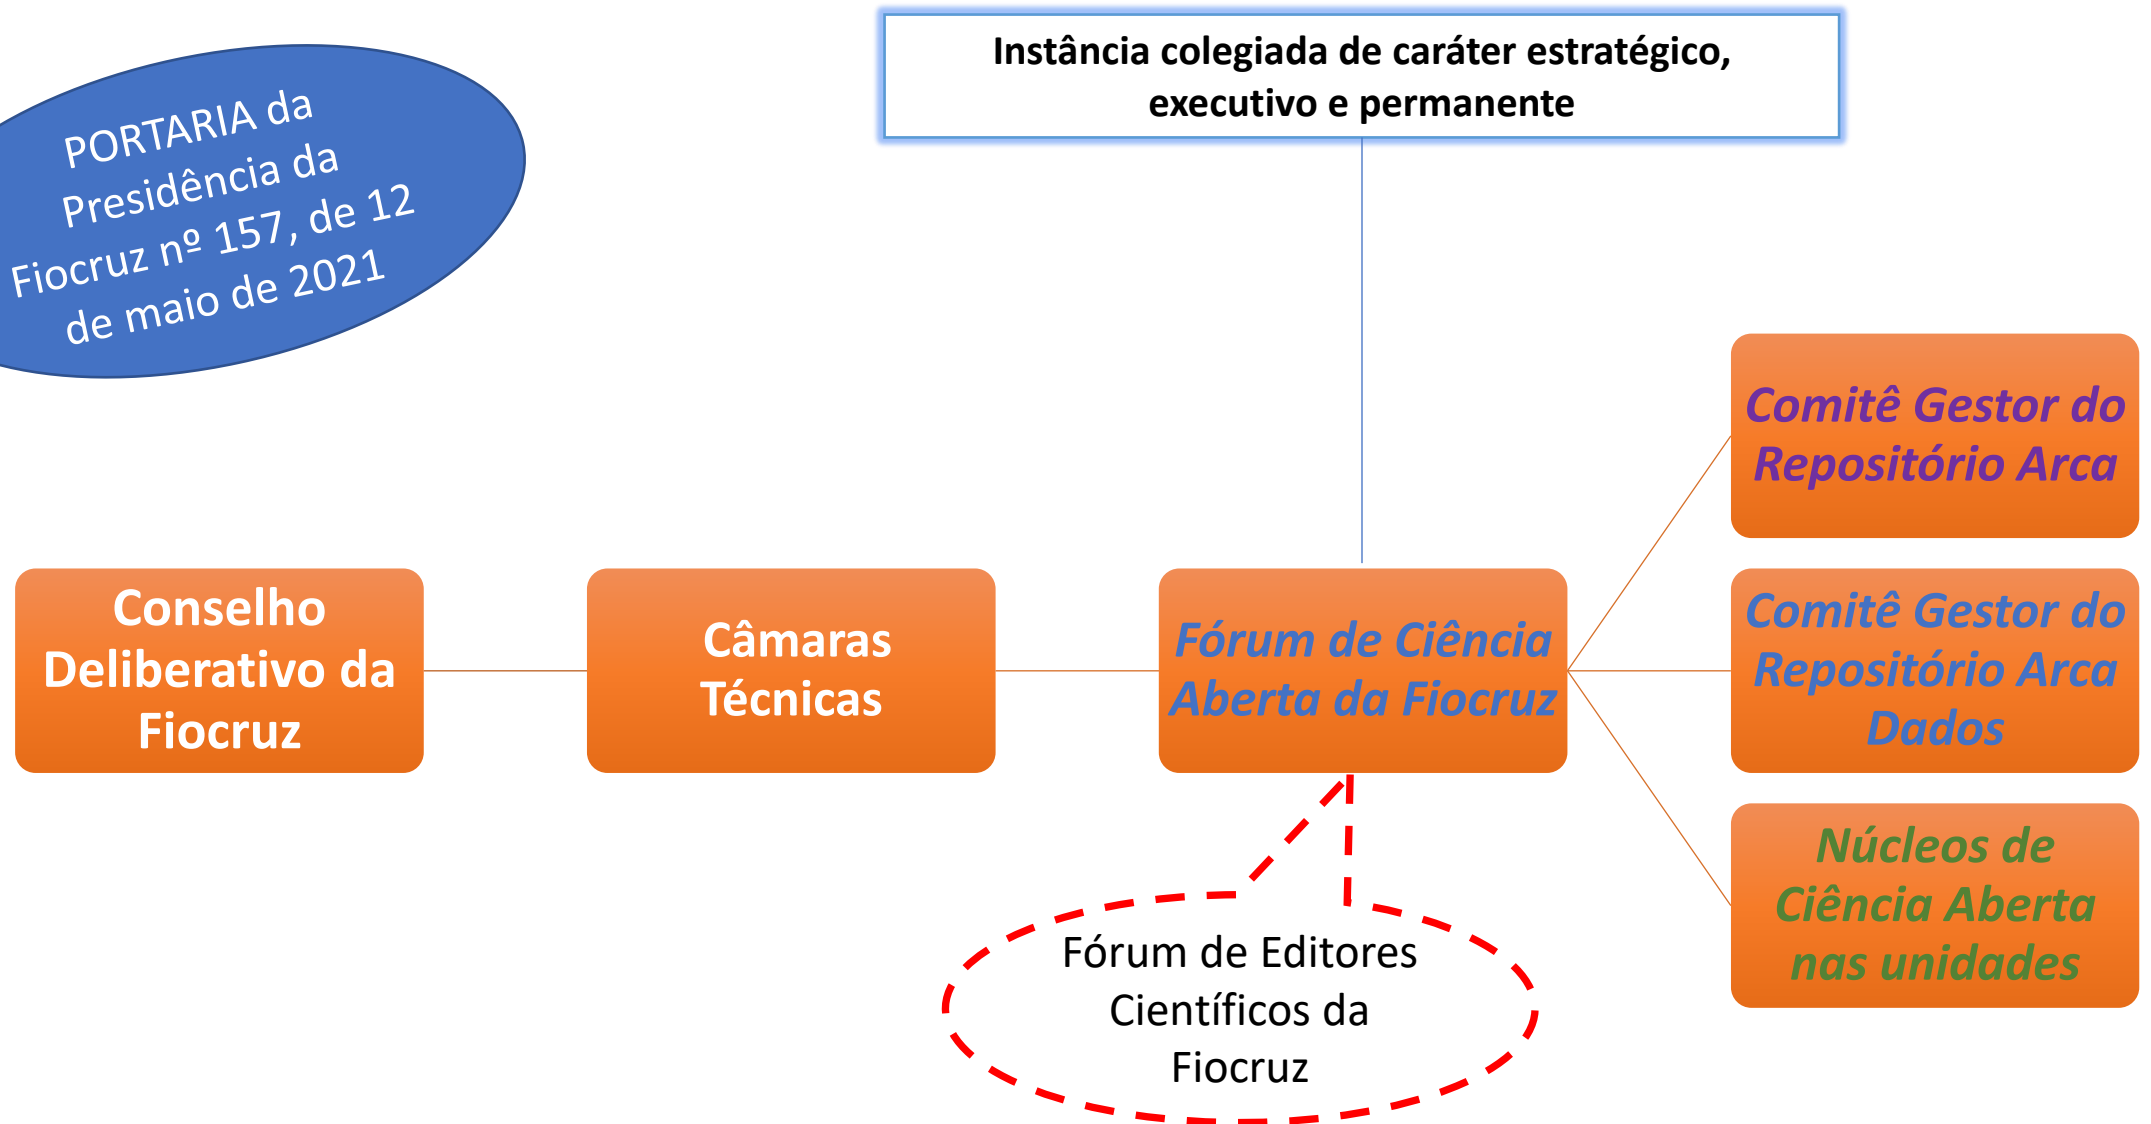 Instância colegiada de caráter estratégico,
executivo e permanente
PORTARIA da
Presidência da
Fiocruz nº 157, de 12
de maio de 2021
Conselho
Deliberativo da
Fiocruz
Câmaras
Técnicas
Fórum de Ciência
Aberta da Fiocruz
Comitê Gestor do
Repositório Arca
Comitê Gestor do
Repositório Arca
Dados
Núcleos de
Ciência Aberta
nas unidades
Fórum de Editores
Científicos da
Fiocruz